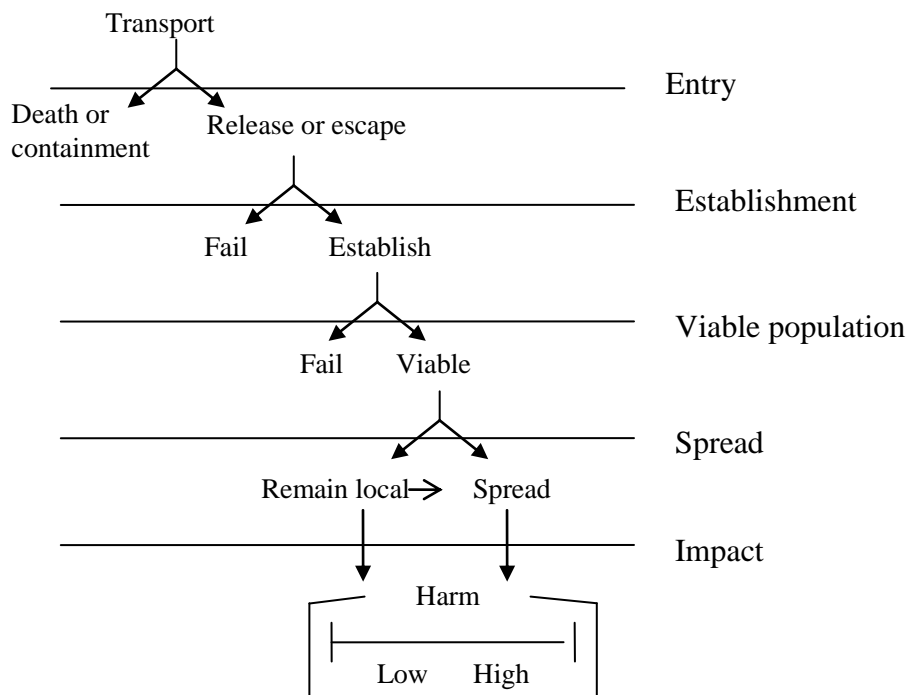 Transport
Entry
Death or
containment
Release or escape
Establishment
Fail
Establish
Viable population
Fail
Viable
Spread
Remain local
Spread
Impact
Harm
Low
High